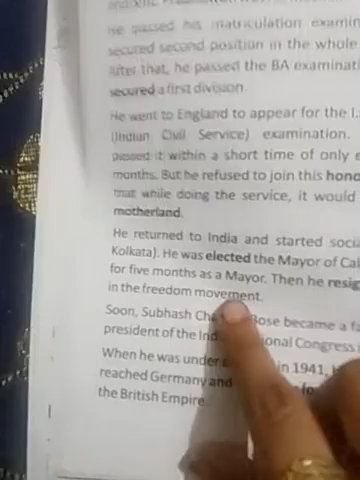 He passed his matriculation examin
secured second position in the whole
After that, he passed the BA examinati
secured a first division.
He went to England to appear for the I.
(Indian Civil Service) examination.
passed it within a short time of only e
months. But he refused to join this hono
that while doing the service, it would
motherland.
He returned to India and started socia
Kolkata). He was elected the Mayor of Cal
for five months as a Mayor. Then he resig
in the freedom movement.
Soon, Subhash Cha Bose became a fa
president of the Ind ional Congress
When he was under in 1941, h
reached Germany and fo
the British Empire